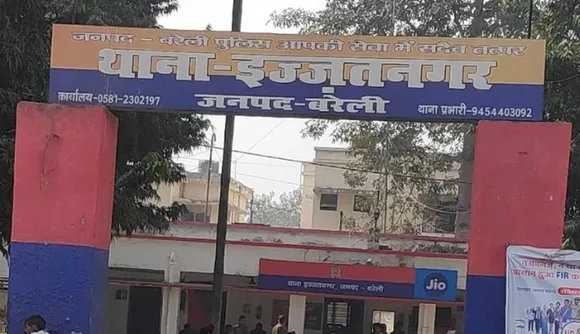 जनपद - बरेली पुलिस आपकी सेवा में सदैव तत्पर
थाना-इज्जतनगर
कार्यालय-0581-2302197
जनपद-बरेली
थाना प्रभारी-9454403092
थाना इज्जतनगर, जनपद - बरेली
Jio
हुआ FIR